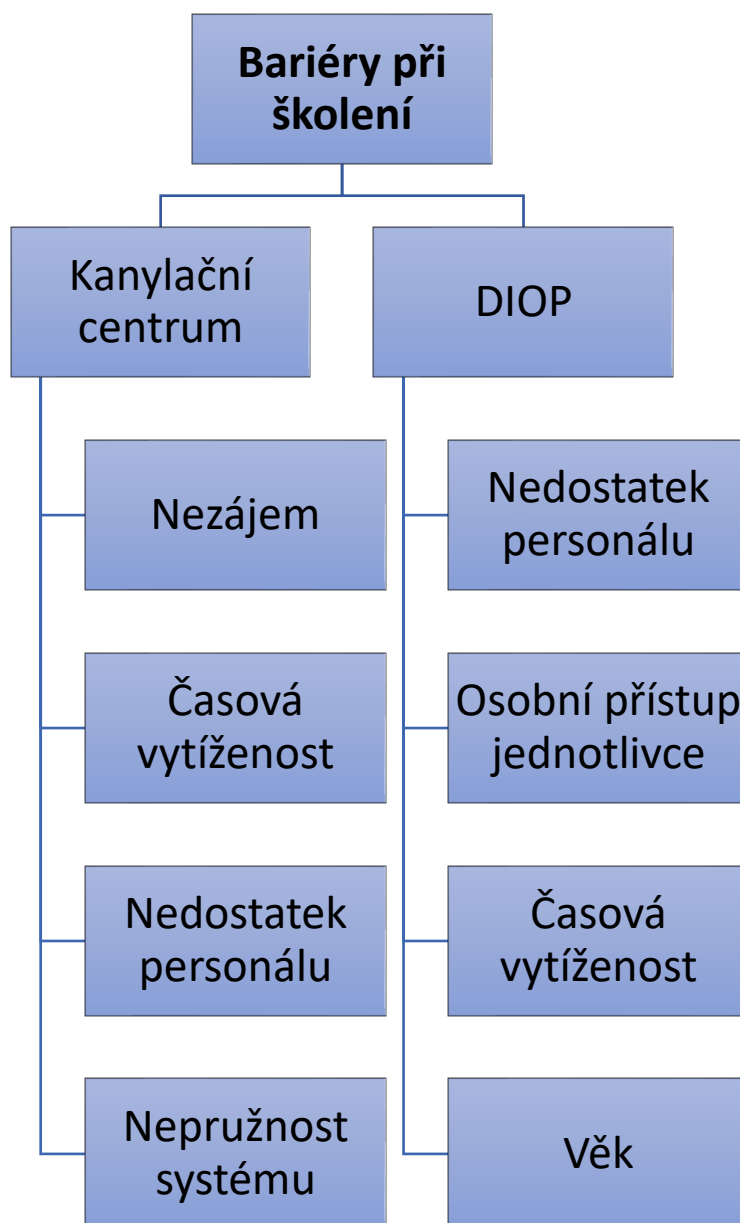 Bariéry při
školení
Kanylační
centrum
DIOP
Nezájem
Nedostatek
personálu
Časová
vytíženost
Osobní přístup
jednotlivce
Nedostatek
personálu
Časová
vytíženost
Nepružnost
systému
Věk